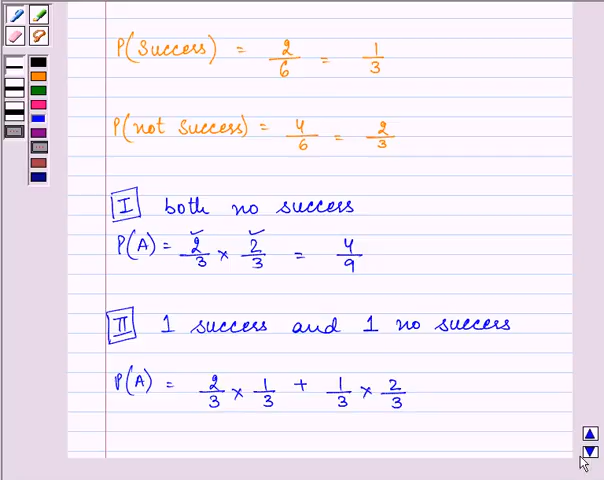 P(Success) = 2/6 = 1/3
P(not Success) = 4/6 = 2/3
I both no success
P(A) = 2/3 × 2/3 = 4/9
II 1 success and 1 no success
P(A) = 2/3 × 1/3 + 1/3 × 2/3